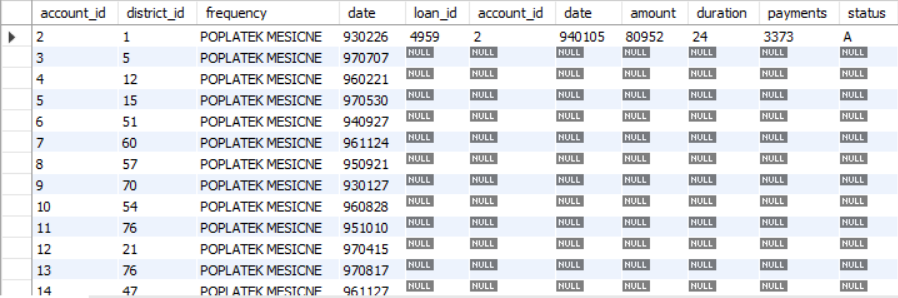 account_id district_id frequency date loan_id account_id date amount duration payments status
2 1 POPLATEK MESICNE 930226 4959 2 940105 80952 24 3373 A
3 5 POPLATEK MESICNE 970707 NULL NULL NULL NULL NULL NULL NULL
4 12 POPLATEK MESICNE 960221 NULL NULL NULL NULL NULL NULL NULL
5 15 POPLATEK MESICNE 970530 NULL NULL NULL NULL NULL NULL NULL
6 51 POPLATEK MESICNE 940927 NULL NULL NULL NULL NULL NULL NULL
7 60 POPLATEK MESICNE 961124 NULL NULL NULL NULL NULL NULL NULL
8 57 POPLATEK MESICNE 950921 NULL NULL NULL NULL NULL NULL NULL
9 70 POPLATEK MESICNE 930127 NULL NULL NULL NULL NULL NULL NULL
10 54 POPLATEK MESICNE 960828 NULL NULL NULL NULL NULL NULL NULL
11 76 POPLATEK MESICNE 951010 NULL NULL NULL NULL NULL NULL NULL
12 21 POPLATEK MESICNE 970415 NULL NULL NULL NULL NULL NULL NULL
13 76 POPLATEK MESICNE 970817 NULL NULL NULL NULL NULL NULL NULL
14 47 POPLATEK MESICNE 961127 NULL NULL NULL NULL NULL NULL NULL